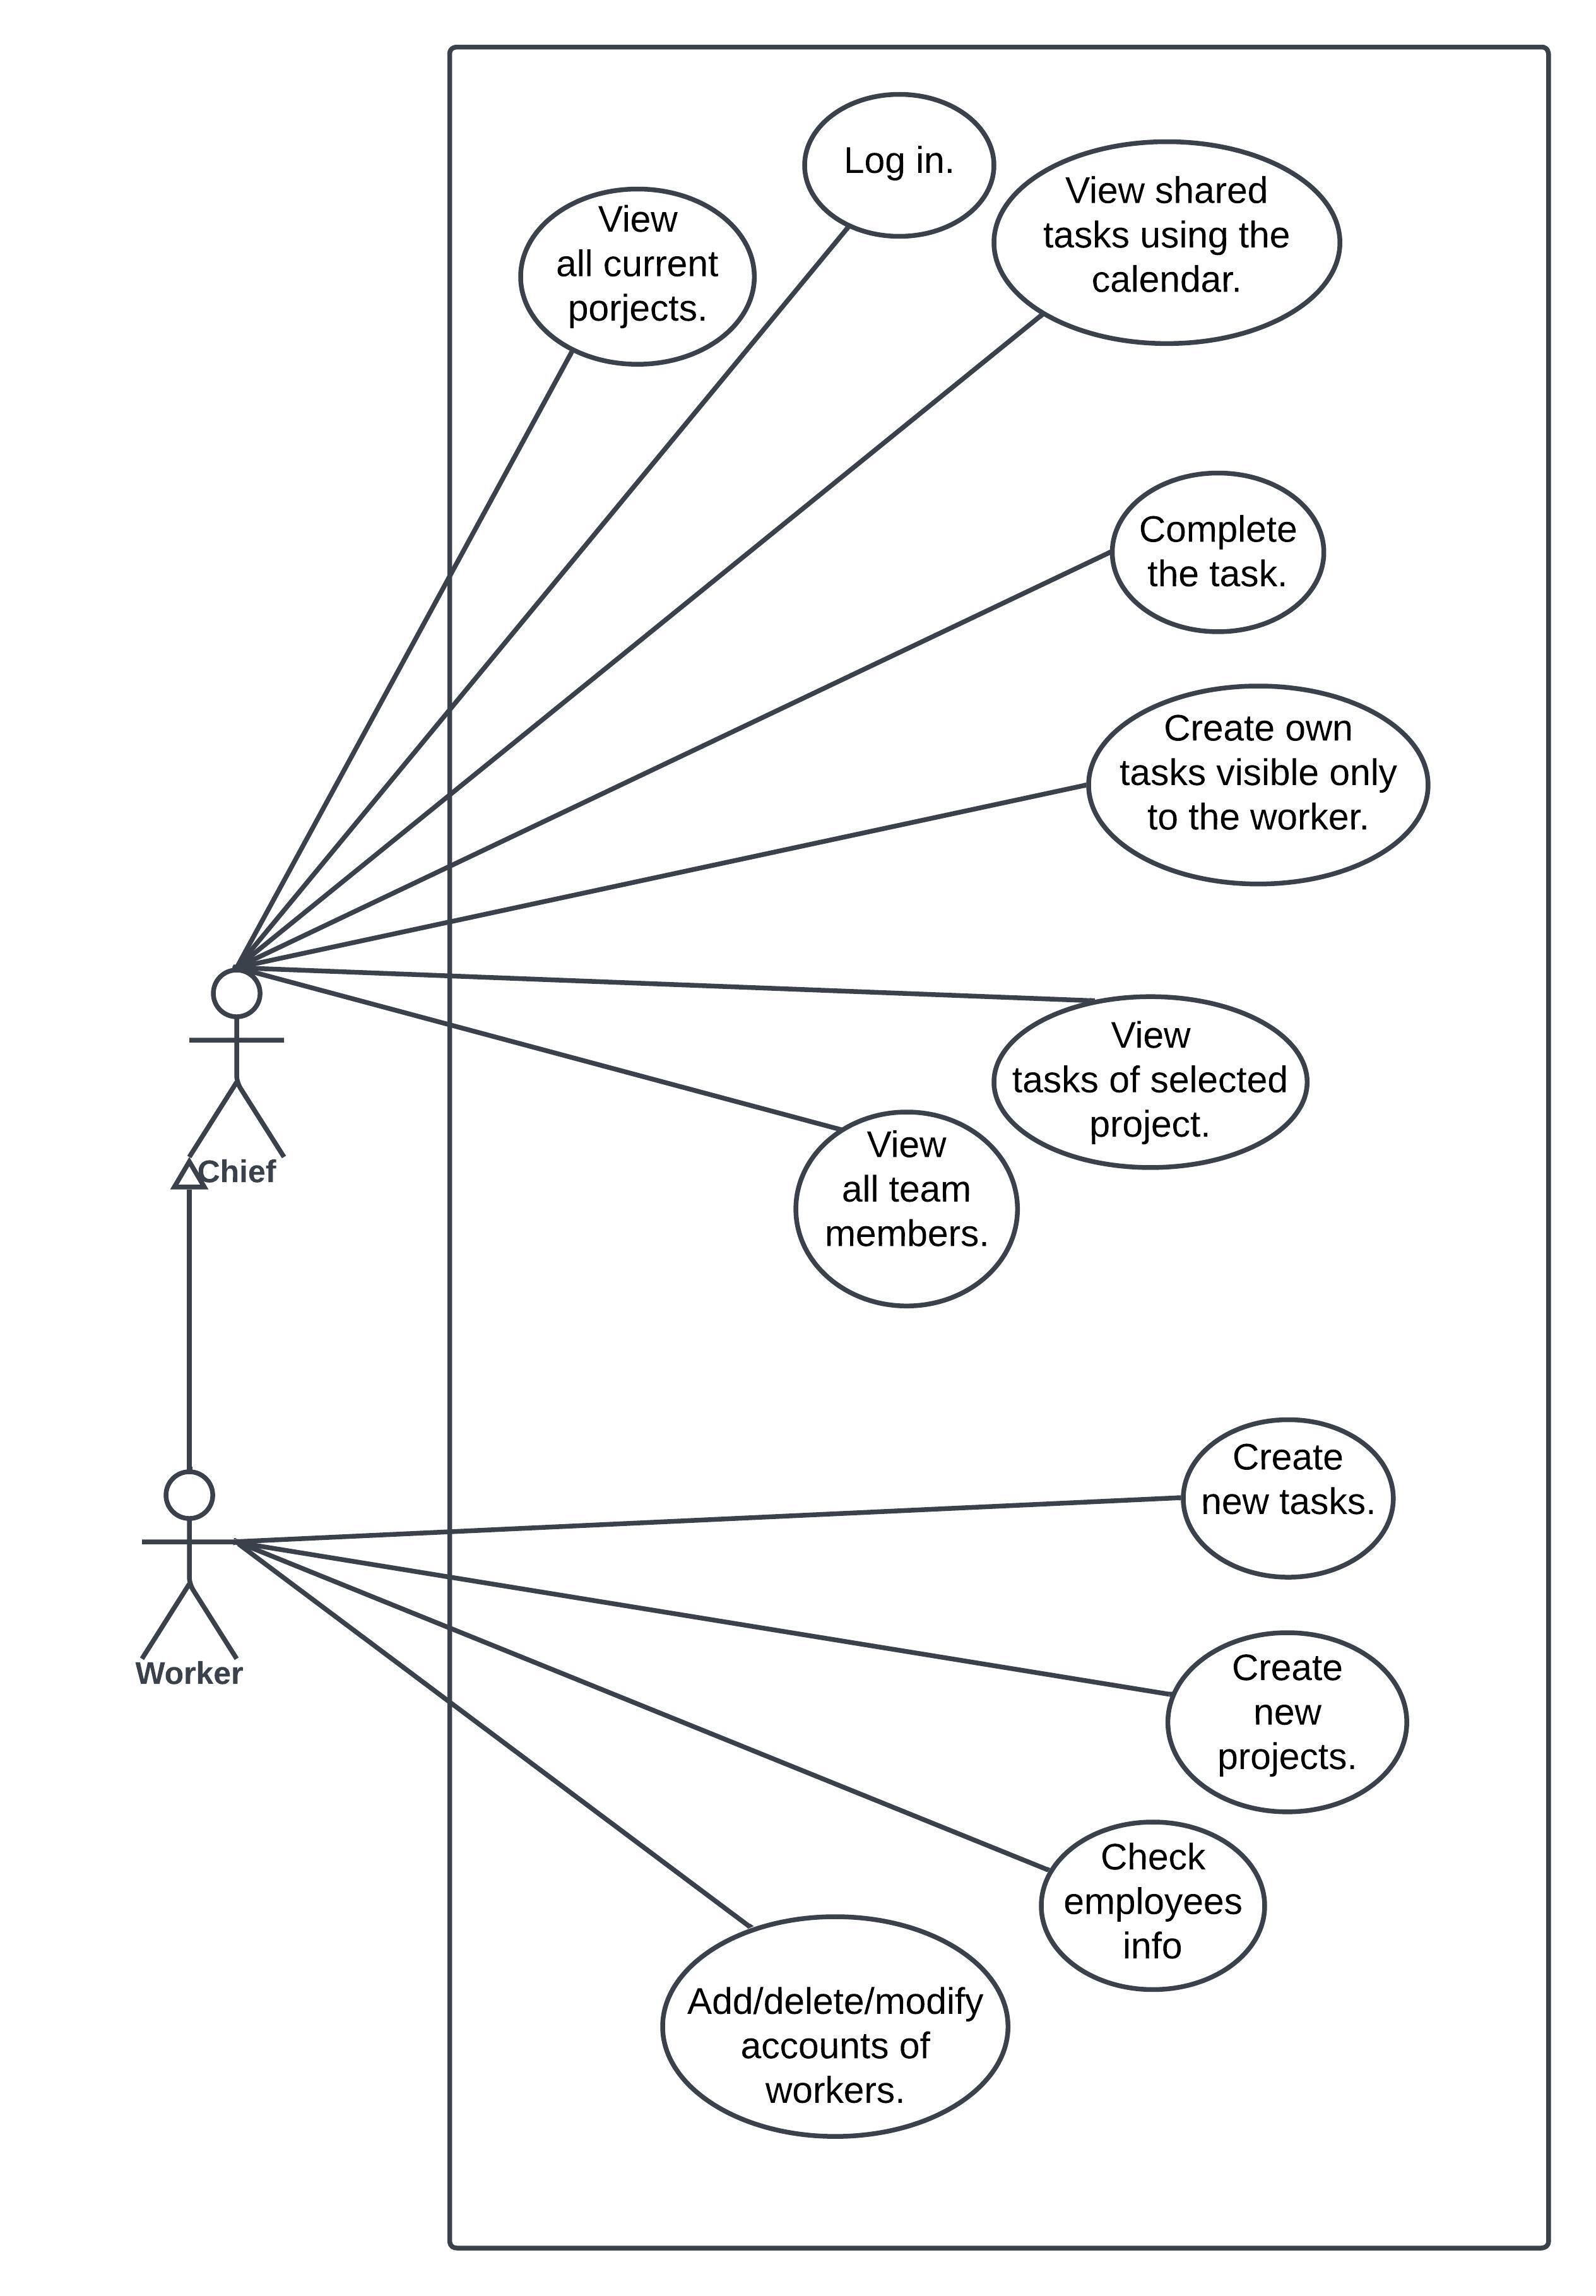 Log in.
View
all current
porjects.
View shared
tasks using the
calendar.
Complete
the task.
Create own
tasks visible only
to the worker.
View
tasks of selected
project.
View
all team
members.
Chief
Create
new tasks.
Worker
Create
new
projects.
Check
employees
info
Add/delete/modify
accounts of
workers.